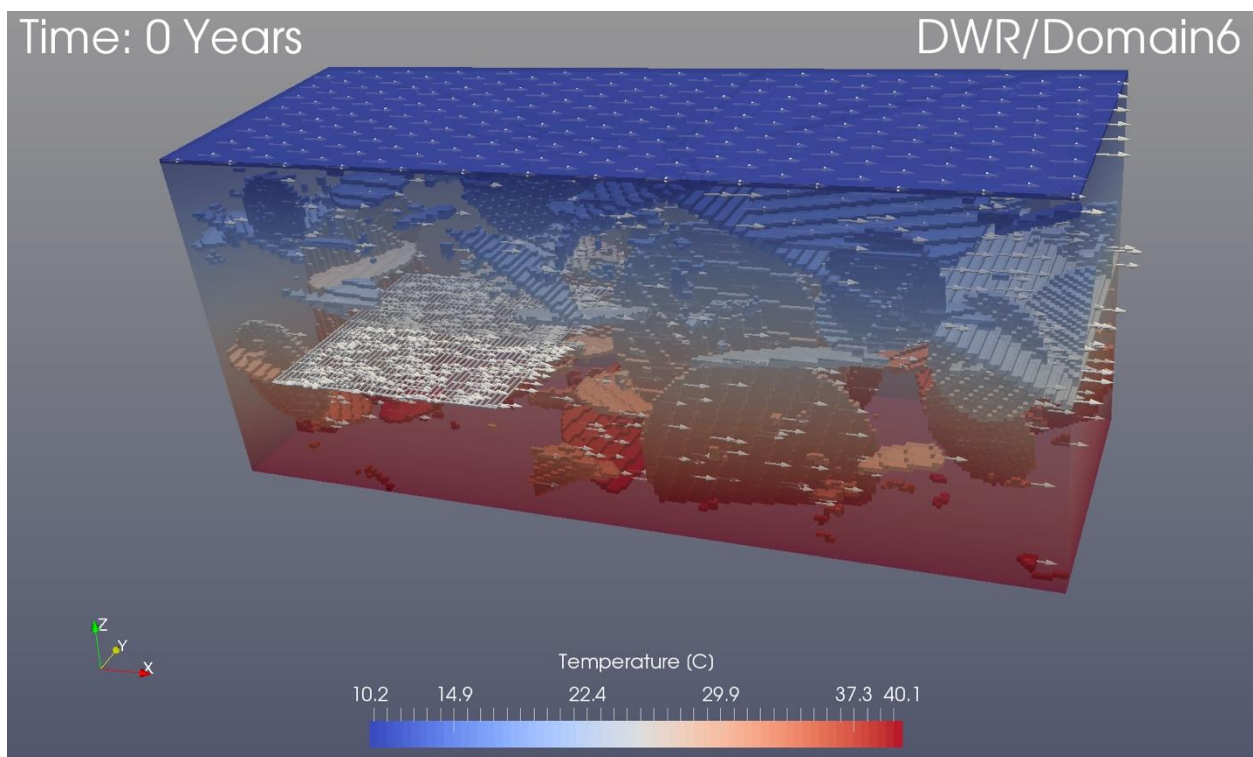 Time: 0 Years
DWR/Domain6
Z
Y
X
Temperature (C)
10.2 14.9 22.4 29.9 37.3 40.1